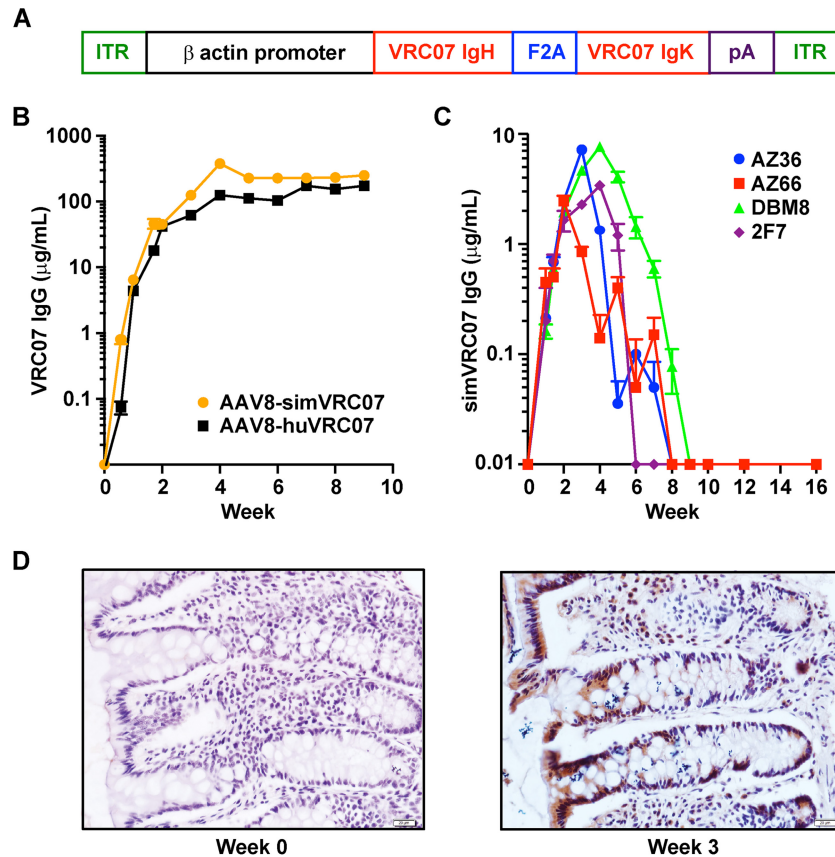 A
ITR β actin promoter VRC07 IgH F2A VRC07 IgK pA ITR
B
VRC07 IgG (μg/mL)
1000
100
10
1
0.1
0 2 4 6 8 10
Week
AAV8-simVRC07
AAV8-huVRC07
C
simVRC07 IgG (μg/mL)
10
1
0.1
0.01
0 2 4 6 8 10 12 14 16
Week
AZ36
AZ66
DBM8
2F7
D
Week 0
Week 3